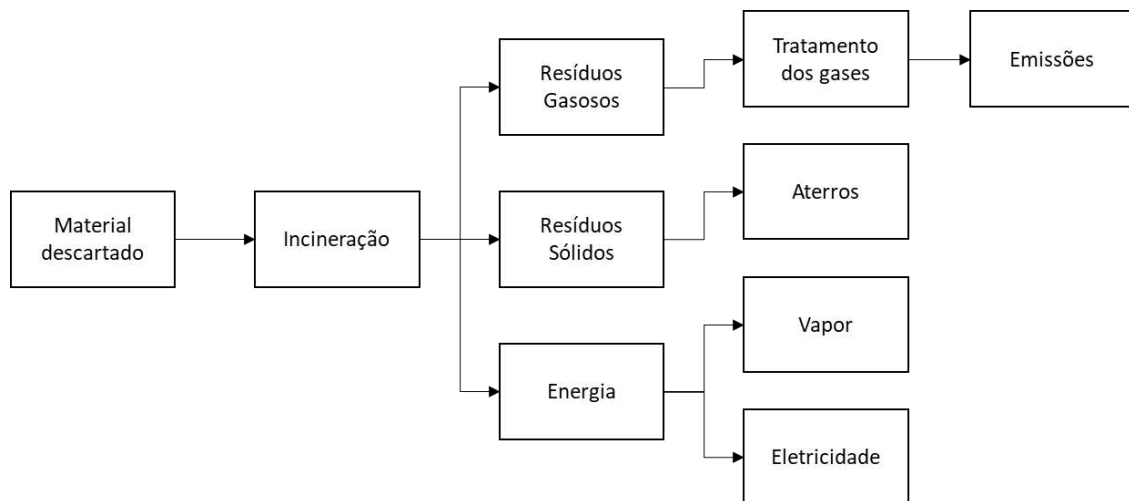 Material
descartado
Incineração
Resíduos
Gasosos
Tratamento
dos gases
Emissões
Resíduos
Sólidos
Aterros
Energia
Vapor
Eletricidade